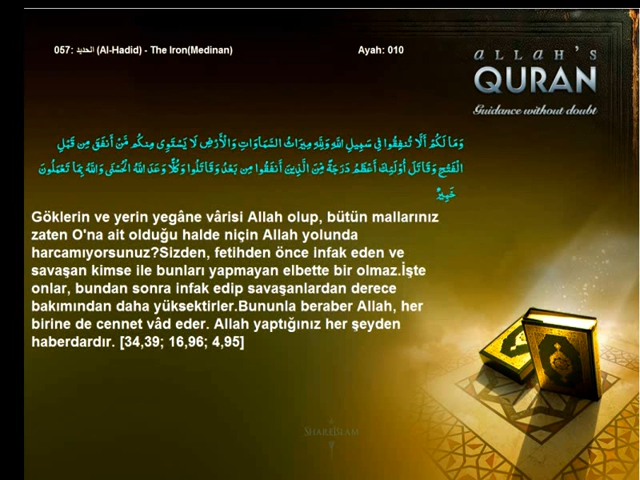 057: الحديد (Al-Hadid) - The Iron(Medinan) Ayah: 010
ALLAH'S
QURAN
Guidance without doubt
وَمَا لَكُمْ أَلَّا تُنفِقُوا فِي سَبِيلِ اللَّهِ وَلِلَّهِ مِيرَاثُ السَّمَاوَاتِ وَالْأَرْضِ لَا يَسْتَوِي مِنكُم مَّنْ أَنفَقَ مِن قَبْلِ
الْفَتْحِ وَقَاتَلَ أُوْلَئِكَ أَعْظَمُ دَرَجَةً مِّنَ الَّذِينَ أَنفَقُوا مِن بَعْدُ وَقَاتَلُوا وَكُلًّا وَعَدَ اللَّهُ الْحُسْنَى وَاللَّهُ بِمَا تَعْمَلُونَ
خَبِيرٌ
Göklerin ve yerin yegâne vârisi Allah olup, bütün mallarınız
zaten O'na ait olduğu halde niçin Allah yolunda
harcamıyorsunuz?Sizden, fetihden önce infak eden ve
savaşan kimse ile bunları yapmayan elbette bir olmaz.İşte
onlar, bundan sonra infak edip savaşanlardan derece
bakımından daha yüksektirler.Bununla beraber Allah, her
birine de cennet vâd eder. Allah yaptığınız her şeyden
haberdardır. [34,39; 16,96; 4,95]
SHAREISLAM